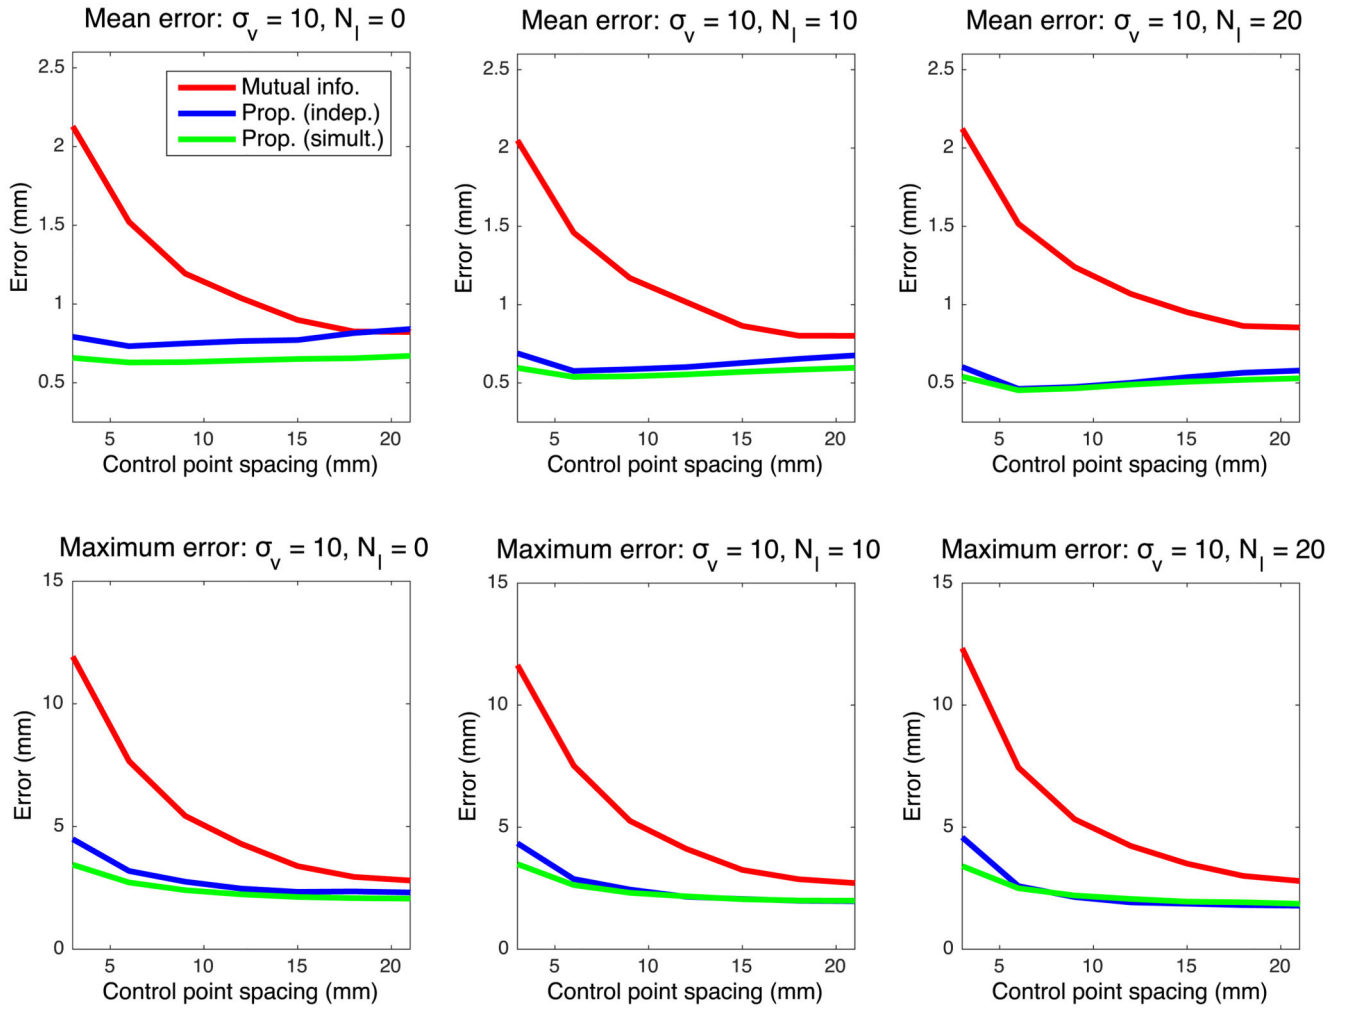 Mean error: σv = 10, Nl = 0
2.5
2
1.5
1
0.5
Error (mm)
Mutual info.
Prop. (indep.)
Prop. (simult.)
5 10 15 20
Control point spacing (mm)
Mean error: σv = 10, Nl = 10
2.5
2
1.5
1
0.5
Error (mm)
5 10 15 20
Control point spacing (mm)
Mean error: σv = 10, Nl = 20
2.5
2
1.5
1
0.5
Error (mm)
5 10 15 20
Control point spacing (mm)
Maximum error: σv = 10, Nl = 0
15
10
5
0
Error (mm)
5 10 15 20
Control point spacing (mm)
Maximum error: σv = 10, Nl = 10
15
10
5
0
Error (mm)
5 10 15 20
Control point spacing (mm)
Maximum error: σv = 10, Nl = 20
15
10
5
0
Error (mm)
5 10 15 20
Control point spacing (mm)